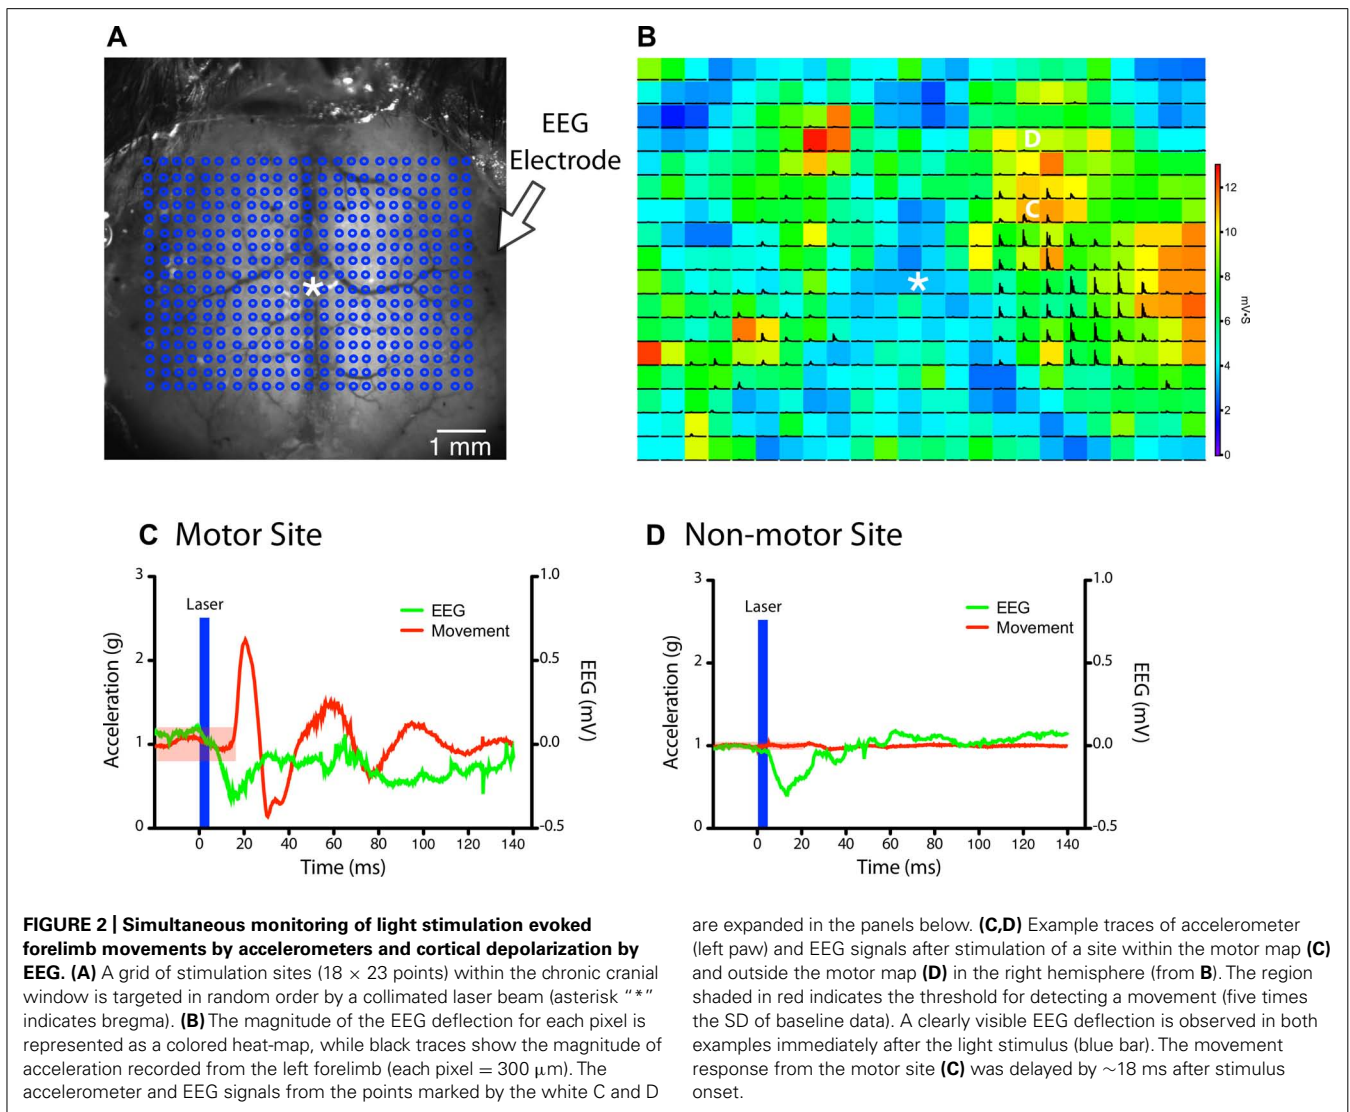 A
EEG
Electrode
*
1 mm
B
D
C
*
12
10
8
6
4
2
0
mV·S
C Motor Site
3
2
1
0
Acceleration (g)
Laser
EEG
Movement
1.0
0.5
0.0
-0.5
EEG (mV)
0 20 40 60 80 100 120 140
Time (ms)
D Non-motor Site
3
2
1
0
Acceleration (g)
Laser
EEG
Movement
1.0
0.5
0.0
-0.5
EEG (mV)
0 20 40 60 80 100 120 140
Time (ms)
FIGURE 2 | Simultaneous monitoring of light stimulation evoked
forelimb movements by accelerometers and cortical depolarization by
EEG. (A) A grid of stimulation sites (18 × 23 points) within the chronic cranial
window is targeted in random order by a collimated laser beam (asterisk “*”
indicates bregma). (B) The magnitude of the EEG deflection for each pixel is
represented as a colored heat-map, while black traces show the magnitude of
acceleration recorded from the left forelimb (each pixel = 300 μm). The
accelerometer and EEG signals from the points marked by the white C and D
are expanded in the panels below. (C,D) Example traces of accelerometer
(left paw) and EEG signals after stimulation of a site within the motor map (C)
and outside the motor map (D) in the right hemisphere (from B). The region
shaded in red indicates the threshold for detecting a movement (five times
the SD of baseline data). A clearly visible EEG deflection is observed in both
examples immediately after the light stimulus (blue bar). The movement
response from the motor site (C) was delayed by ∼18 ms after stimulus
onset.